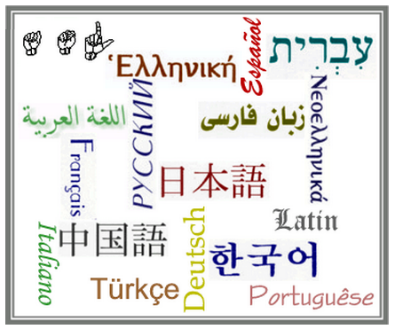 Ἑλληνική
Español
עִבְרִית
اللغة العربية
РУССКИЙ
زبان فارسی
Νεοελληνικά
Français
日本語
Italiano
中国語
Deutsch
한국어
Latin
Türkçe
Portuguêse